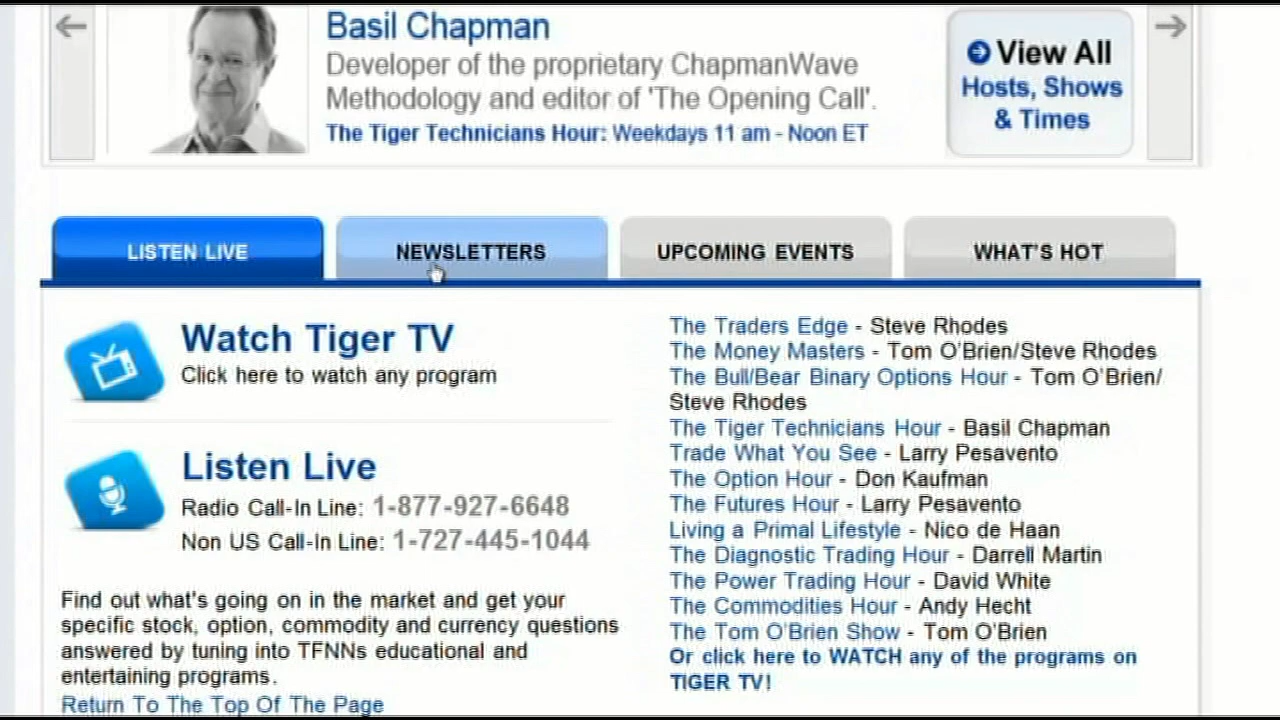 Basil Chapman
Developer of the proprietary ChapmanWave
Methodology and editor of 'The Opening Call'.
The Tiger Technicians Hour: Weekdays 11 am - Noon ET
View All
Hosts, Shows
& Times
LISTEN LIVE
NEWSLETTERS
UPCOMING EVENTS
WHAT'S HOT
Watch Tiger TV
Click here to watch any program
Listen Live
Radio Call-In Line: 1-877-927-6648
Non US Call-In Line: 1-727-445-1044
Find out what's going on in the market and get your
specific stock, option, commodity and currency questions
answered by tuning into TFNNs educational and
entertaining programs.
Return To The Top Of The Page
The Traders Edge - Steve Rhodes
The Money Masters - Tom O'Brien/Steve Rhodes
The Bull/Bear Binary Options Hour - Tom O'Brien/
Steve Rhodes
The Tiger Technicians Hour - Basil Chapman
Trade What You See - Larry Pesavento
The Option Hour - Don Kaufman
The Futures Hour - Larry Pesavento
Living a Primal Lifestyle - Nico de Haan
The Diagnostic Trading Hour - Darrell Martin
The Power Trading Hour - David White
The Commodities Hour - Andy Hecht
The Tom O'Brien Show - Tom O'Brien
Or click here to WATCH any of the programs on
TIGER TV!